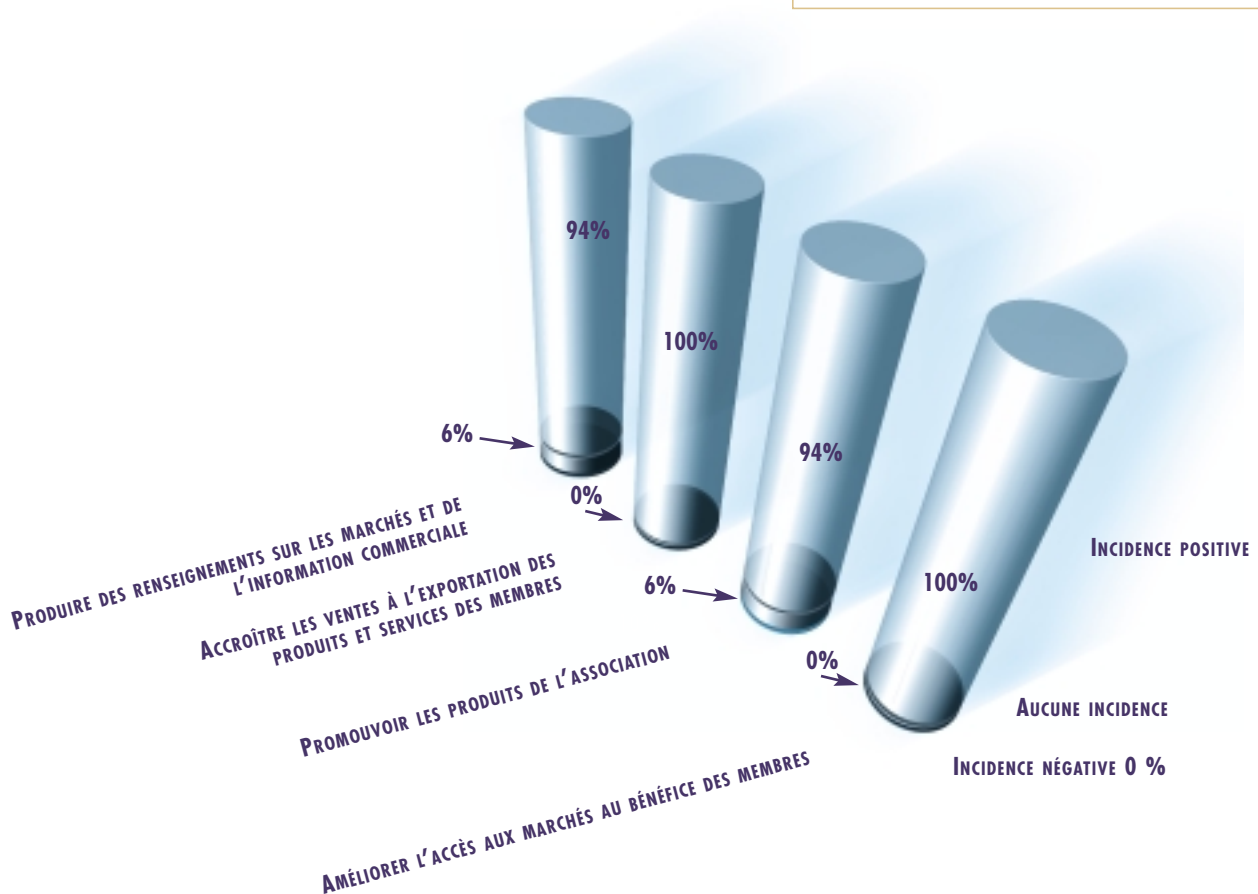 94%
100%
94%
100%
6%
0%
6%
0%
PRODUIRE DES RENSEIGNEMENTS SUR LES MARCHÉS ET DE
L'INFORMATION COMMERCIALE
ACCROÎTRE LES VENTES À L'EXPORTATION DES
PRODUITS ET SERVICES DES MEMBRES
PROMOUVOIR LES PRODUITS DE L'ASSOCIATION
AMÉLIORER L'ACCÈS AUX MARCHÉS AU BÉNÉFICE DES MEMBRES
INCIDENCE POSITIVE
AUCUNE INCIDENCE
INCIDENCE NÉGATIVE 0 %